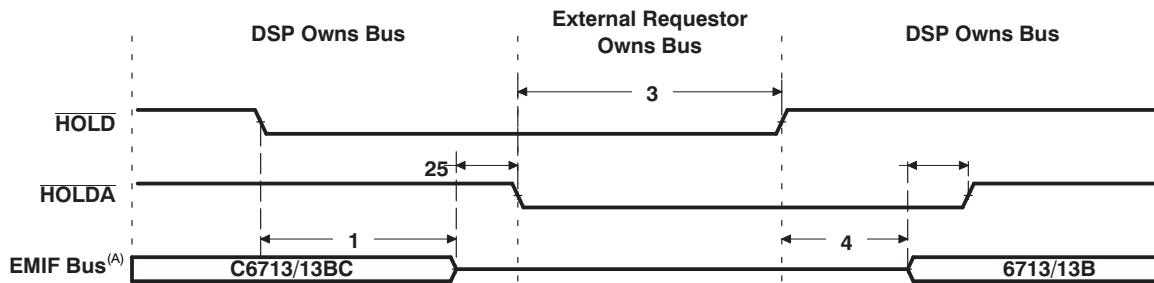 DSP Owns Bus
External Requestor
Owns Bus
DSP Owns Bus
3
HOLD
25
HOLDA
1
4
EMIF Bus(A)
C6713/13BC
6713/13B